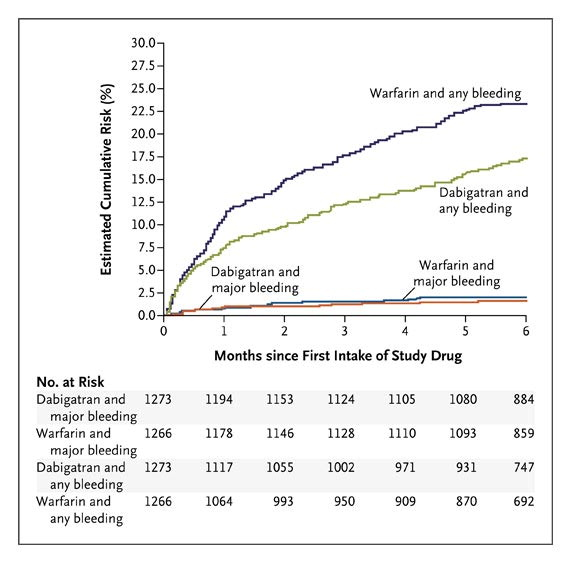 30.0
27.5
25.0
22.5
20.0
17.5
15.0
12.5
10.0
7.5
5.0
2.5
0.0
Estimated Cumulative Risk (%)
Warfarin and any bleeding
Dabigatran and
any bleeding
Dabigatran and
major bleeding
Warfarin and
major bleeding
0 1 2 3 4 5 6
Months since First Intake of Study Drug
No. at Risk
Dabigatran and 1273 1194 1153 1124 1105 1080 884
major bleeding
Warfarin and 1266 1178 1146 1128 1110 1093 859
major bleeding
Dabigatran and 1273 1117 1055 1002 971 931 747
any bleeding
Warfarin and 1266 1064 993 950 909 870 692
any bleeding